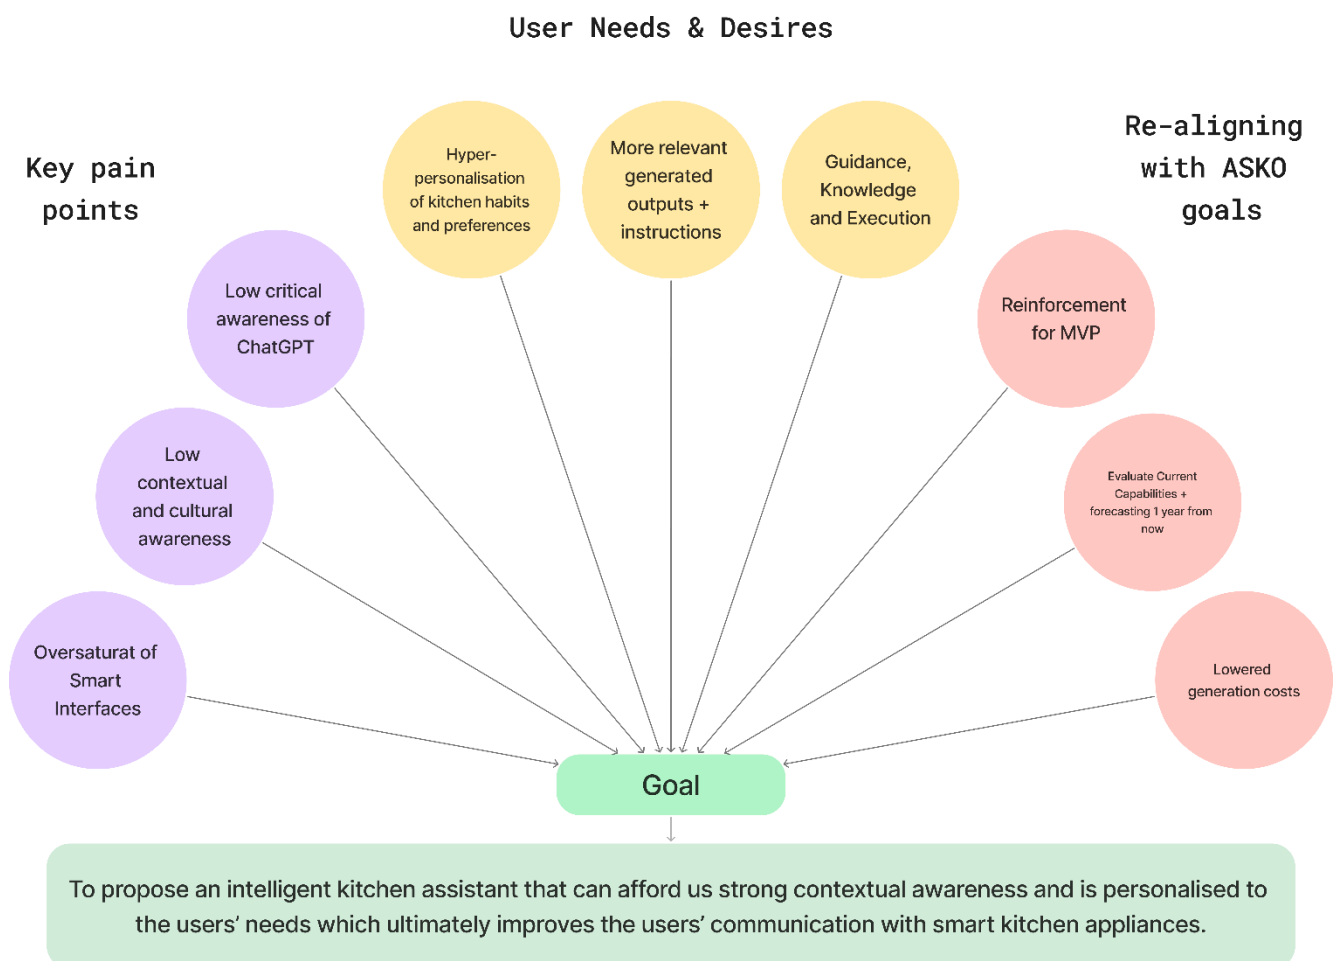 User Needs & Desires
Key pain
points
Re-aligning
with ASKO
goals
Oversaturat of
Smart
Interfaces
Low
contextual
and cultural
awareness
Low critical
awareness of
ChatGPT
Hyper-
personalisation
of kitchen habits
and preferences
More relevant
generated
outputs +
instructions
Guidance,
Knowledge
and Execution
Reinforcement
for MVP
Evaluate Current
Capabilities +
forecasting 1 year from
now
Lowered
generation costs
Goal
To propose an intelligent kitchen assistant that can afford us strong contextual awareness and is personalised to
the users’ needs which ultimately improves the users’ communication with smart kitchen appliances.